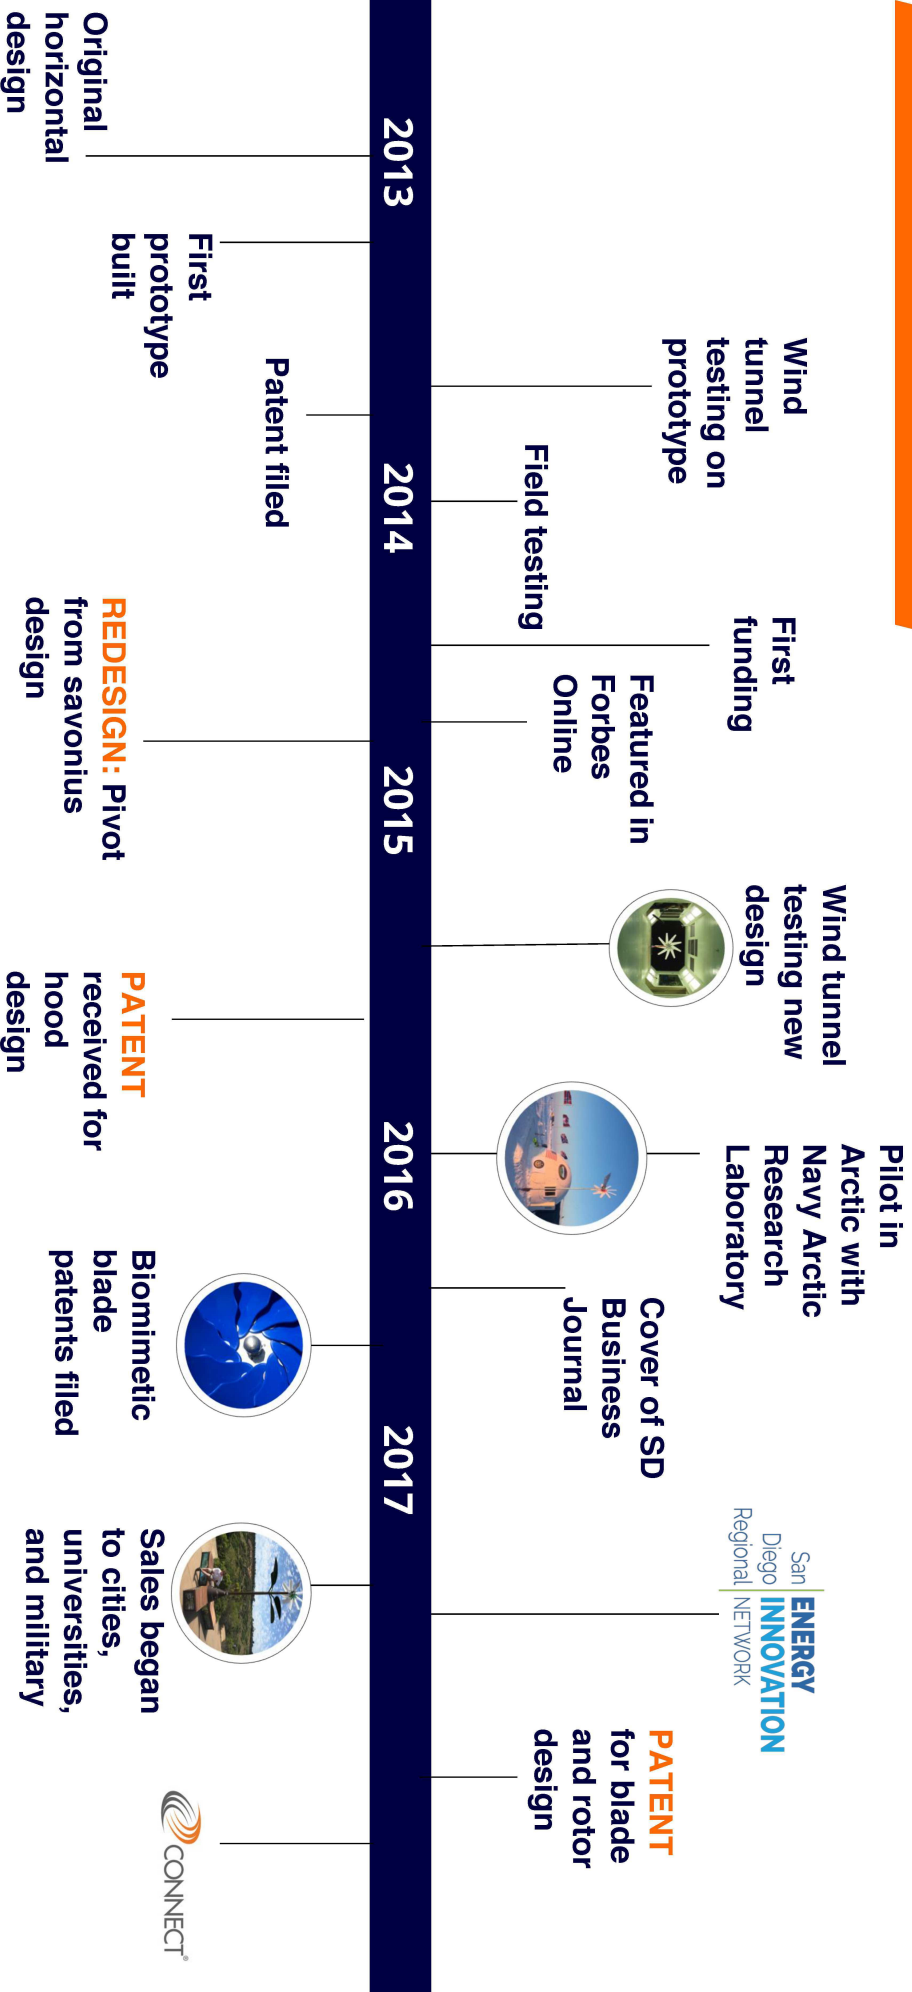 Wind
tunnel
testing on
prototype
Field testing
First
funding
Featured in
Forbes
Online
Wind tunnel
testing new
design
Pilot in
Arctic with
Navy Arctic
Research
Laboratory
Cover of SD
Business
Journal
San ENERGY
Diego INNOVATION
Regional NETWORK
PATENT
for blade
and rotor
design
2013
2014
2015
2016
2017
Original
horizontal
design
First
prototype
built
Patent filed
REDESIGN: Pivot
from savonius
design
PATENT
received for
hood
design
Biomimetic
blade
patents filed
Sales began
to cities,
universities,
and military
CONNECT®